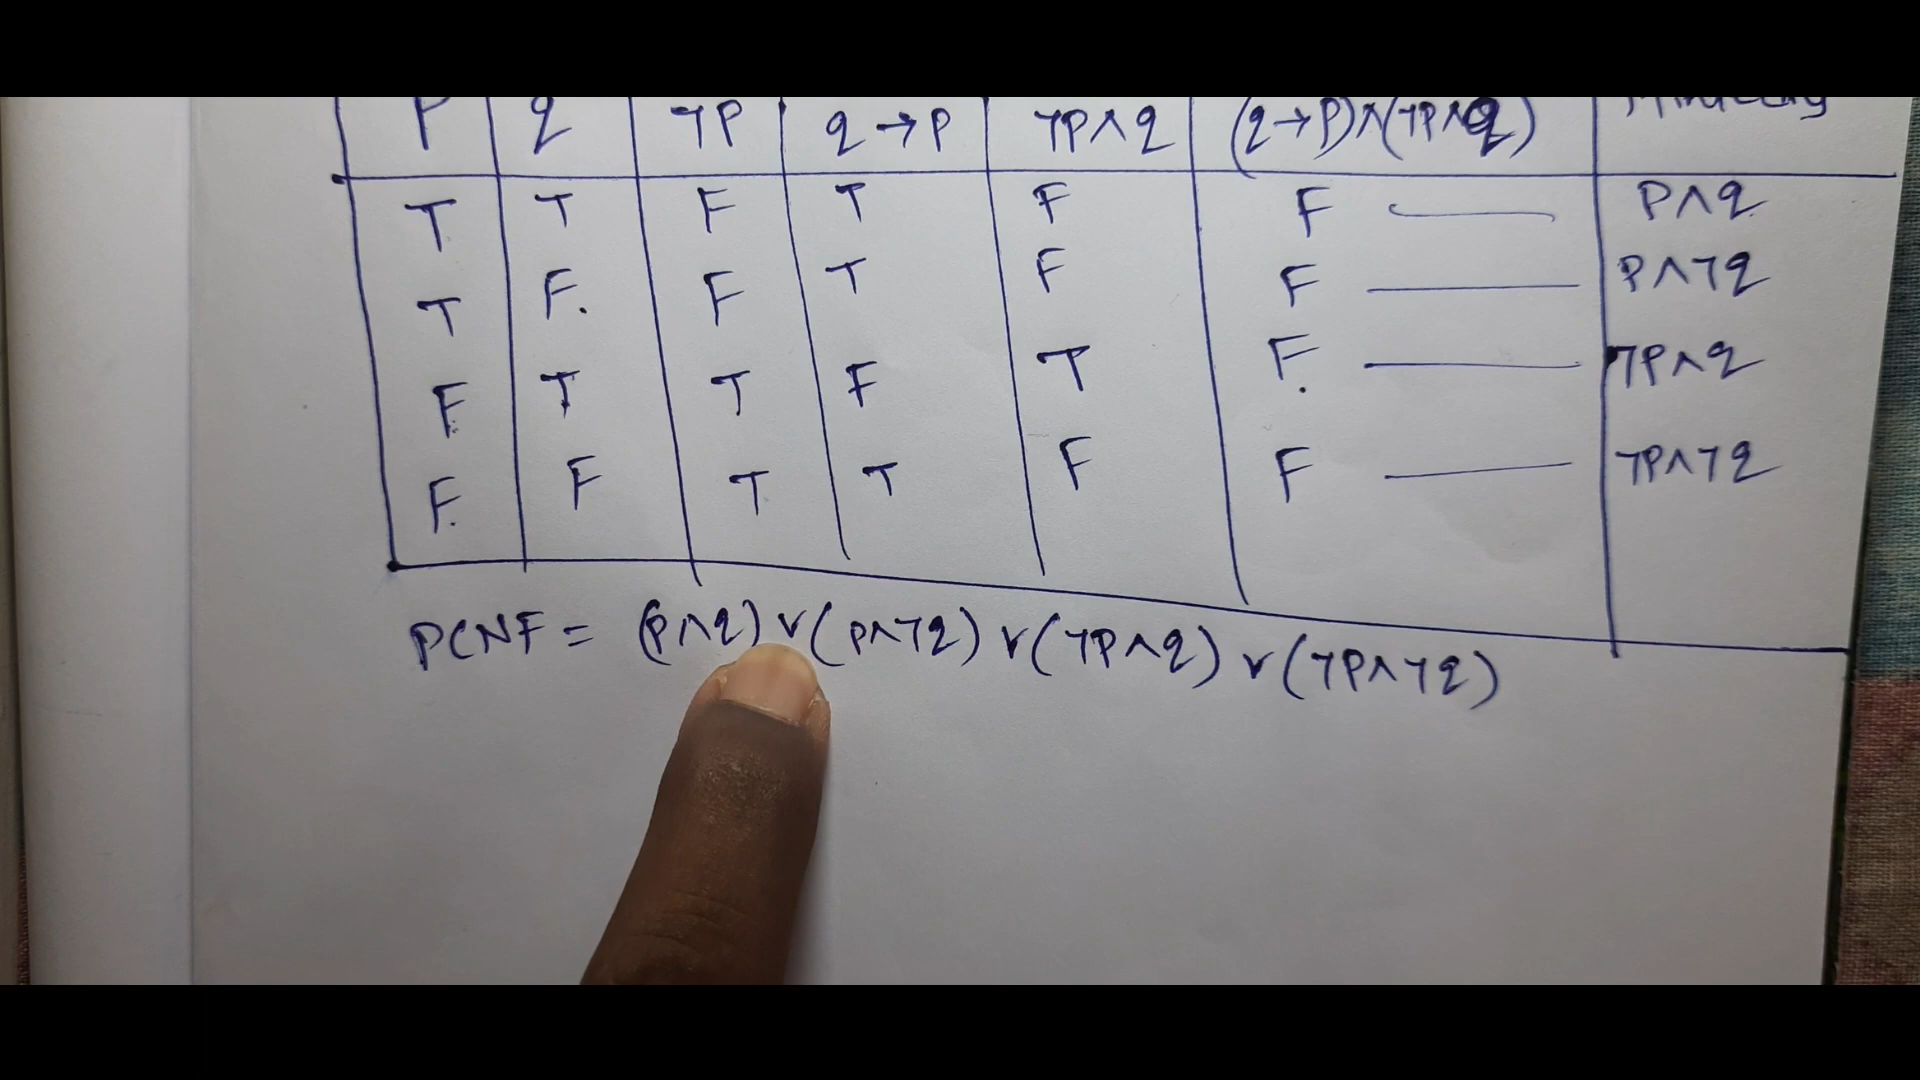 P q ¬P q→P ¬P∧q (q→P)∧(¬P∧q)
T T F T F F P∧q
T F. F T F F P∧¬q
F. T T F T F. ¬P∧q
F. F T T F F ¬P∧¬q
PCNF = (P∧q)∨(P∧¬q)∨(¬P∧q)∨(¬P∧¬q)